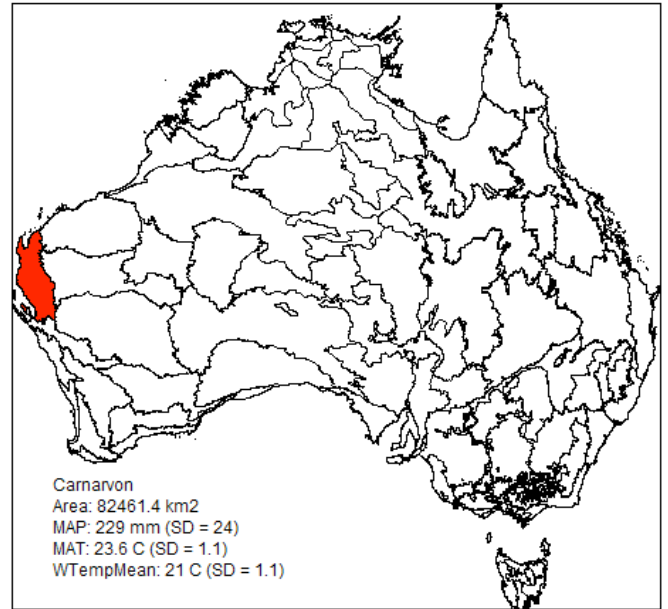 Carnarvon
Area: 82461.4 km2
MAP: 229 mm (SD = 24)
MAT: 23.6 C (SD = 1.1)
WTempMean: 21 C (SD = 1.1)